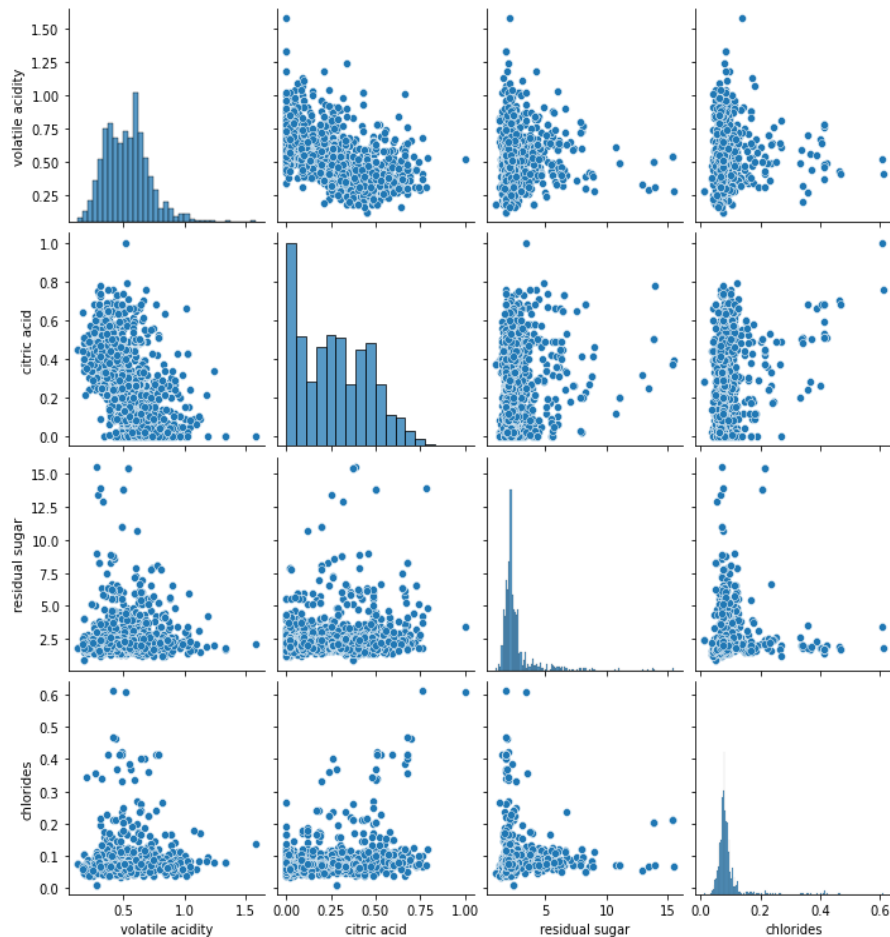 volatile acidity
1.50
1.25
1.00
0.75
0.50
0.25
citric acid
1.0
0.8
0.6
0.4
0.2
0.0
residual sugar
15.0
12.5
10.0
7.5
5.0
2.5
chlorides
0.6
0.5
0.4
0.3
0.2
0.1
0.0
0.5 1.0 1.5
0.00 0.25 0.50 0.75 1.00
5 10 15
0.0 0.2 0.4 0.6
volatile acidity citric acid residual sugar chlorides